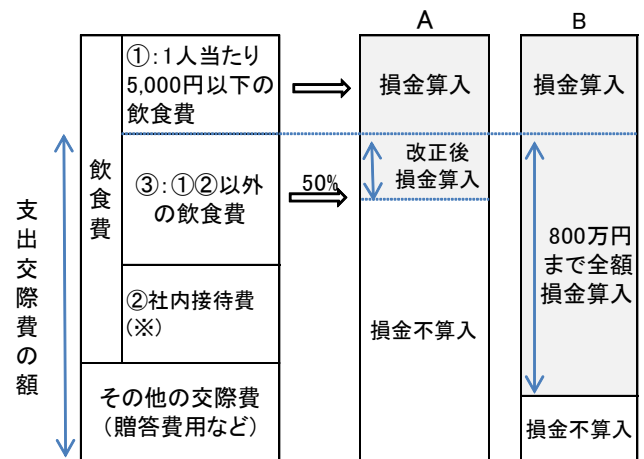 A
B
支出交際費の額
飲食費
①：1人当たり
5,000円以下の
飲食費
③：①②以外
の飲食費
②社内接待費
(※)
その他の交際費
（贈答費用など）
50%
損金算入
改正後
損金算入
損金不算入
損金算入
800万円
まで全額
損金算入
損金不算入